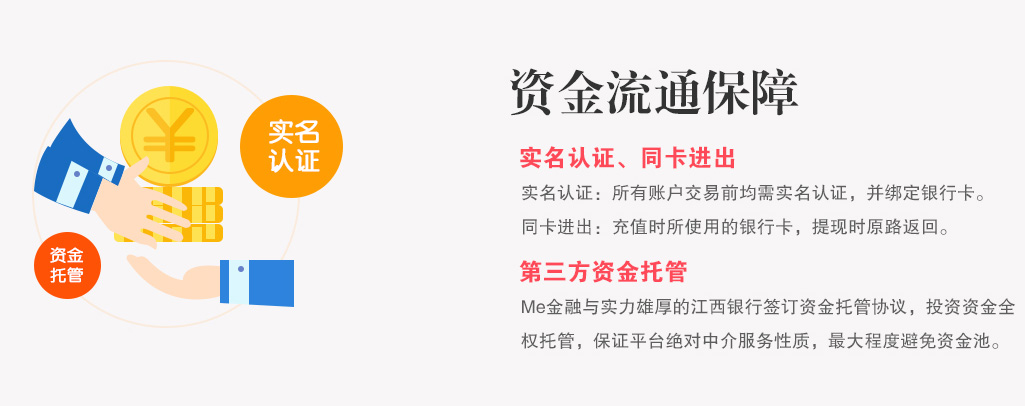 资金流通保障
实名
认证
资金
托管
实名认证、同卡进出
实名认证：所有账户交易前均需实名认证，并绑定银行卡。
同卡进出：充值时所使用的银行卡，提现时原路返回。
第三方资金托管
Me金融与实力雄厚的江西银行签订资金托管协议，投资资金全
权托管，保证平台绝对中介服务性质，最大程度避免资金池。